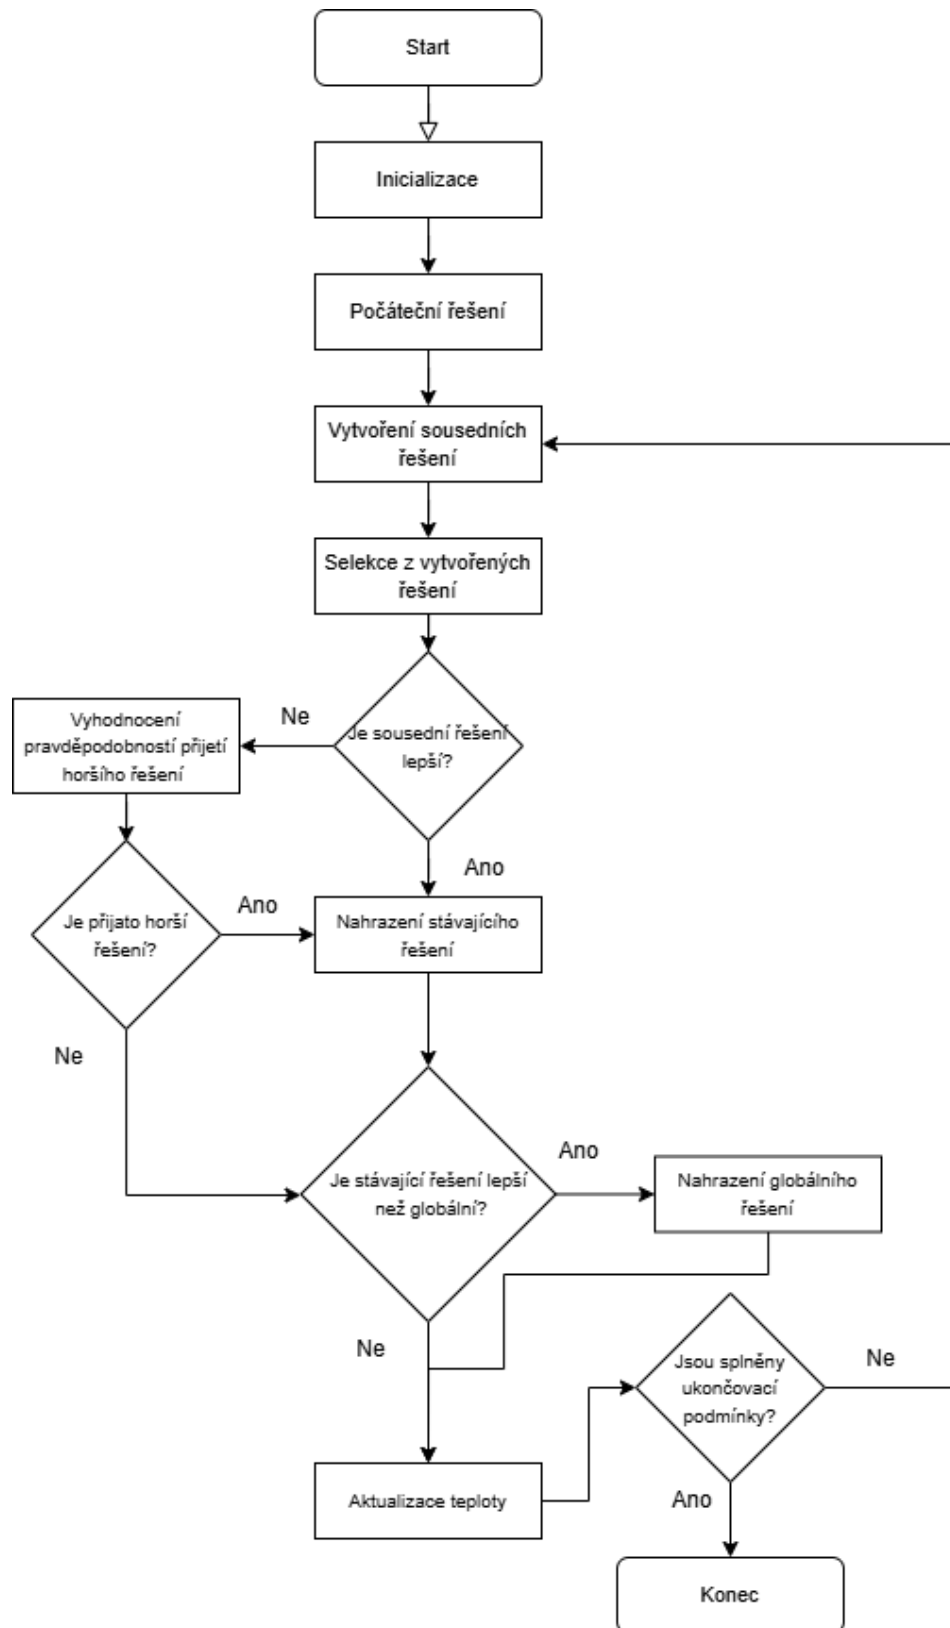 Start
Inicializace
Počáteční řešení
Vytvoření sousedních
řešení
Selekce z vytvořených
řešení
Je sousední řešení
lepší?
Ne
Vyhodnocení
pravděpodobností přijetí
horšího řešení
Ano
Je přijato horší
řešení?
Ano
Nahrazení stávajícího
řešení
Ne
Je stávající řešení lepší
než globální?
Ano
Nahrazení globálního
řešení
Ne
Aktualizace teploty
Jsou splněny
ukončovací
podmínky?
Ne
Ano
Konec